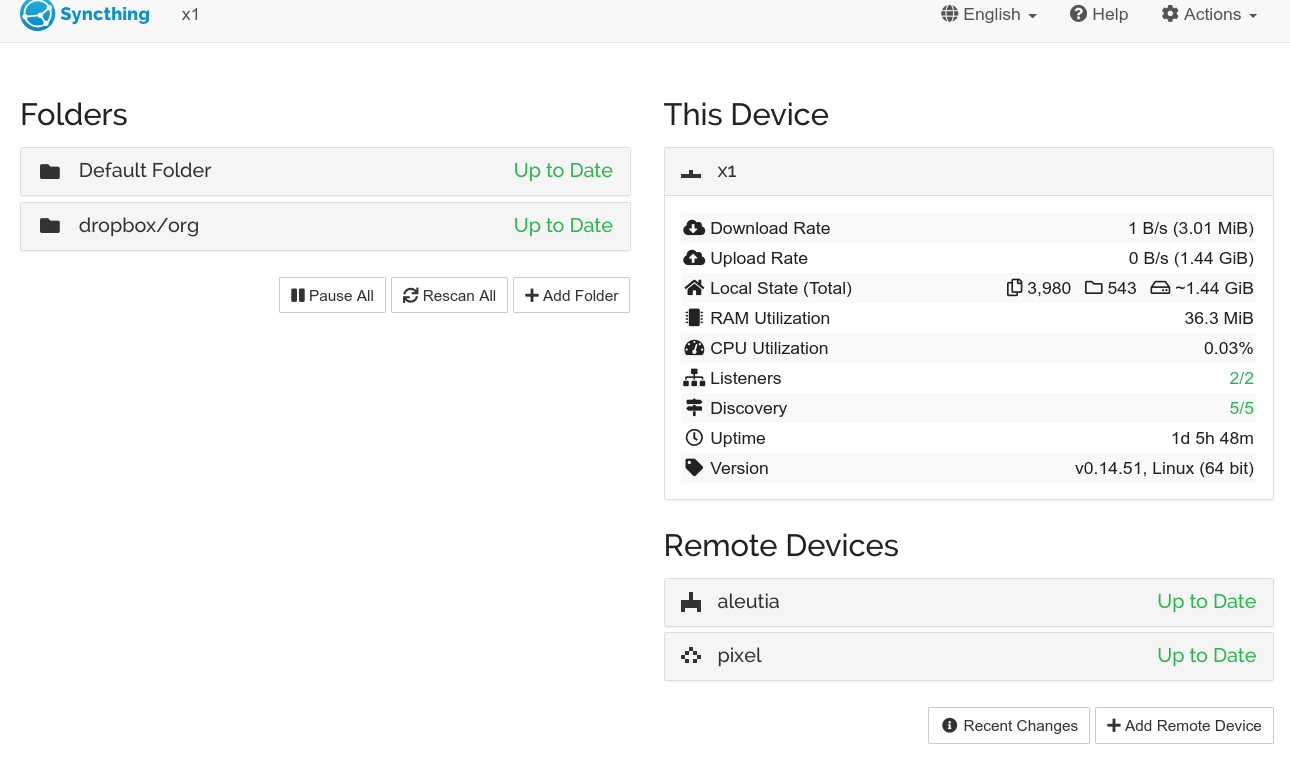 Syncthing x1 English Help Actions
Folders
Default Folder Up to Date
dropbox/org Up to Date
Pause All Rescan All Add Folder
This Device
x1
Download Rate 1 B/s (3.01 MiB)
Upload Rate 0 B/s (1.44 GiB)
Local State (Total) 3,980 543 ~1.44 GiB
RAM Utilization 36.3 MiB
CPU Utilization 0.03%
Listeners 2/2
Discovery 5/5
Uptime 1d 5h 48m
Version v0.14.51, Linux (64 bit)
Remote Devices
aleutia Up to Date
pixel Up to Date
Recent Changes Add Remote Device